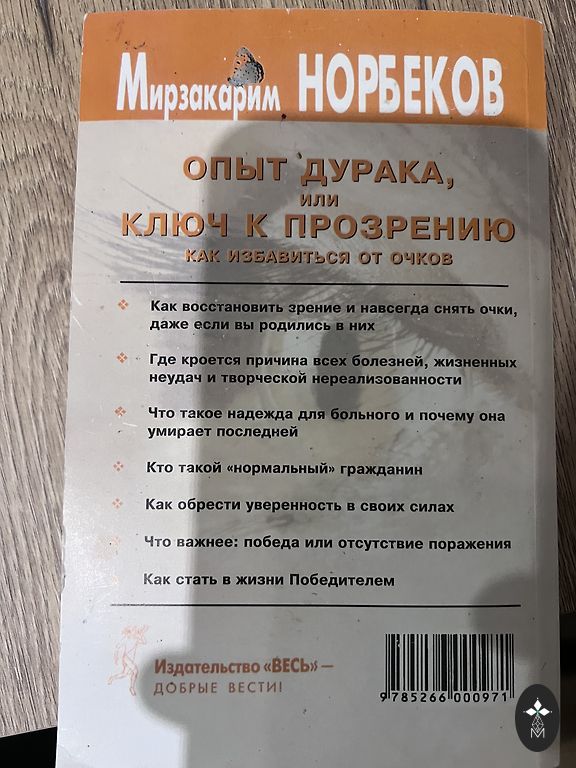 Мирзакарим НОРБЕКОВ
ОПЫТ ДУРАКА,
ИЛИ
КЛЮЧ К ПРОЗРЕНИЮ
КАК ИЗБАВИТЬСЯ ОТ ОЧКОВ
Как восстановить зрение и навсегда снять очки,
даже если вы родились в них
Где кроется причина всех болезней, жизненных
неудач и творческой нереализованности
Что такое надежда для больного и почему она
умирает последней
Кто такой «нормальный» гражданин
Как обрести уверенность в своих силах
Что важнее: победа или отсутствие поражения
Как стать в жизни Победителем
Издательство «ВЕСЬ» —
ДОБРЫЕ ВЕСТИ!
9785266000971
М